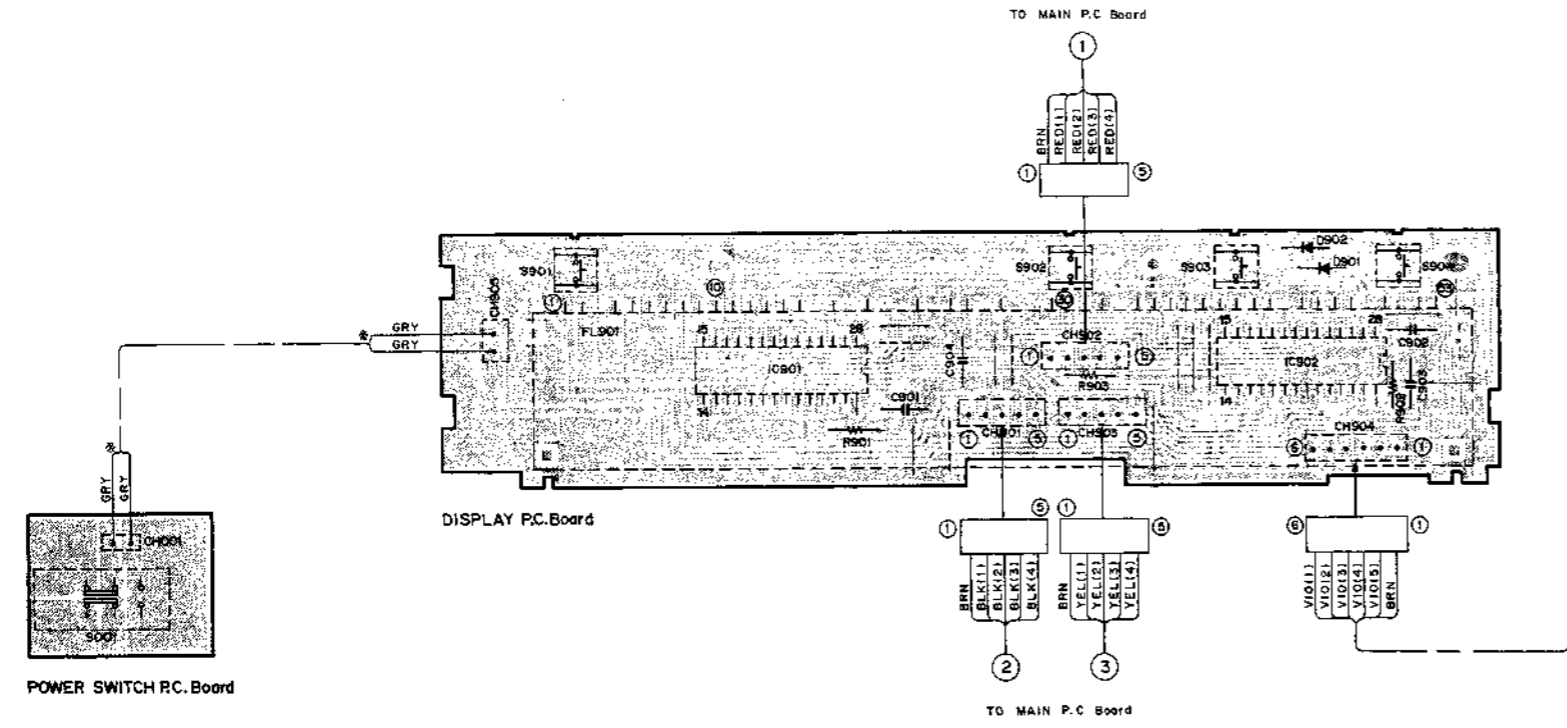 TO MAIN P.C Board
1
BRN
RED(1)
RED(2)
RED(3)
RED(4)
1
5
S901
S902
S903
D902
D901
S904
CH905
1
10
30
FL901
GRY
GRY
*
15
28
IC901
14
C904
CH902
1
5
R903
15
28
IC902
14
C902
C903
R902
C901
R901
CH901
1
5
CH903
1
5
CH904
6
1
*
GRY
GRY
CH001
S001
POWER SWITCH P.C. Board
DISPLAY P.C. Board
1
5
1
5
6
1
BRN
BLK(1)
BLK(2)
BLK(3)
BLK(4)
BRN
YEL(1)
YEL(2)
YEL(3)
YEL(4)
VIO(1)
VIO(2)
VIO(3)
VIO(4)
VIO(5)
BRN
2
3
TO MAIN P.C Board